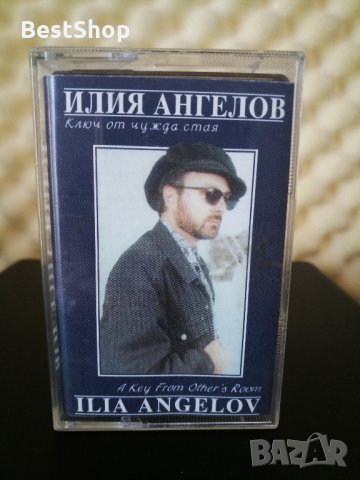 BestShop
ИЛИЯ АНГЕЛОВ
Ключ от чужда стая
A Key From Other's Room
ILIA ANGELOV
BAZAR